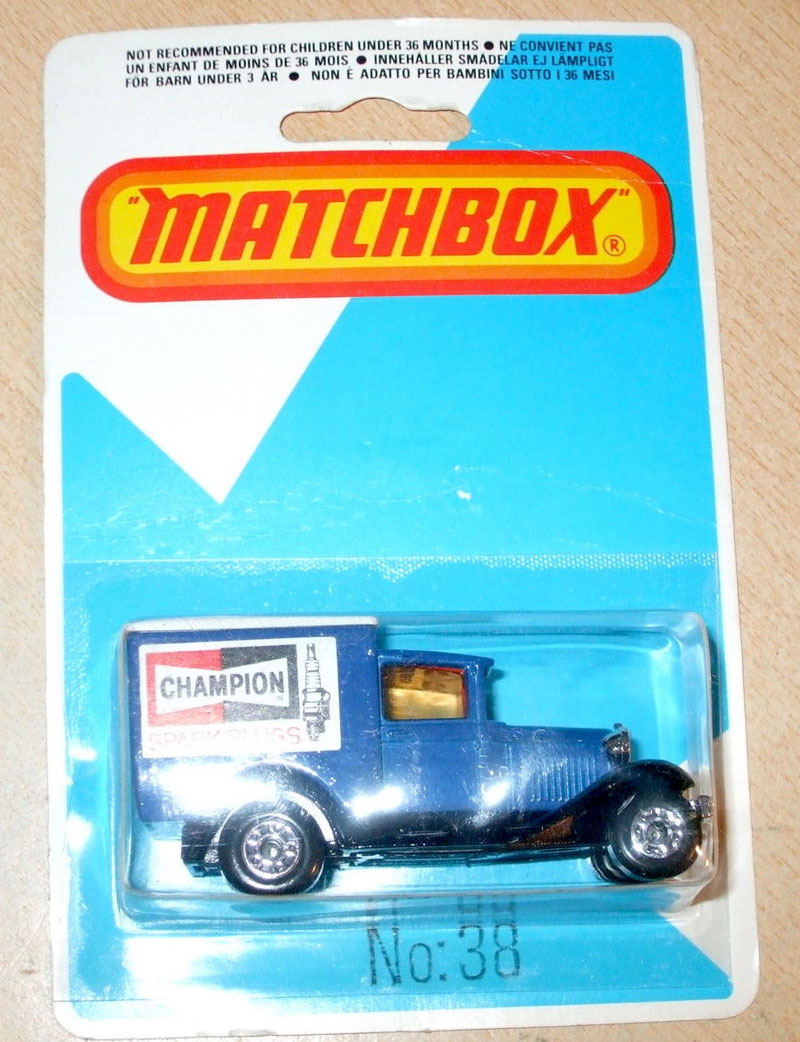 NOT RECOMMENDED FOR CHILDREN UNDER 36 MONTHS ● NE CONVIENT PAS
UN ENFANT DE MOINS DE 36 MOIS ● INNEHÅLLER SMÅDELAR EJ LÄMPLIGT
FÖR BARN UNDER 3 ÅR ● NON È ADATTO PER BAMBINI SOTTO I 36 MESI
"MATCHBOX"®
CHAMPION
SPARK PLUGS
No: 38